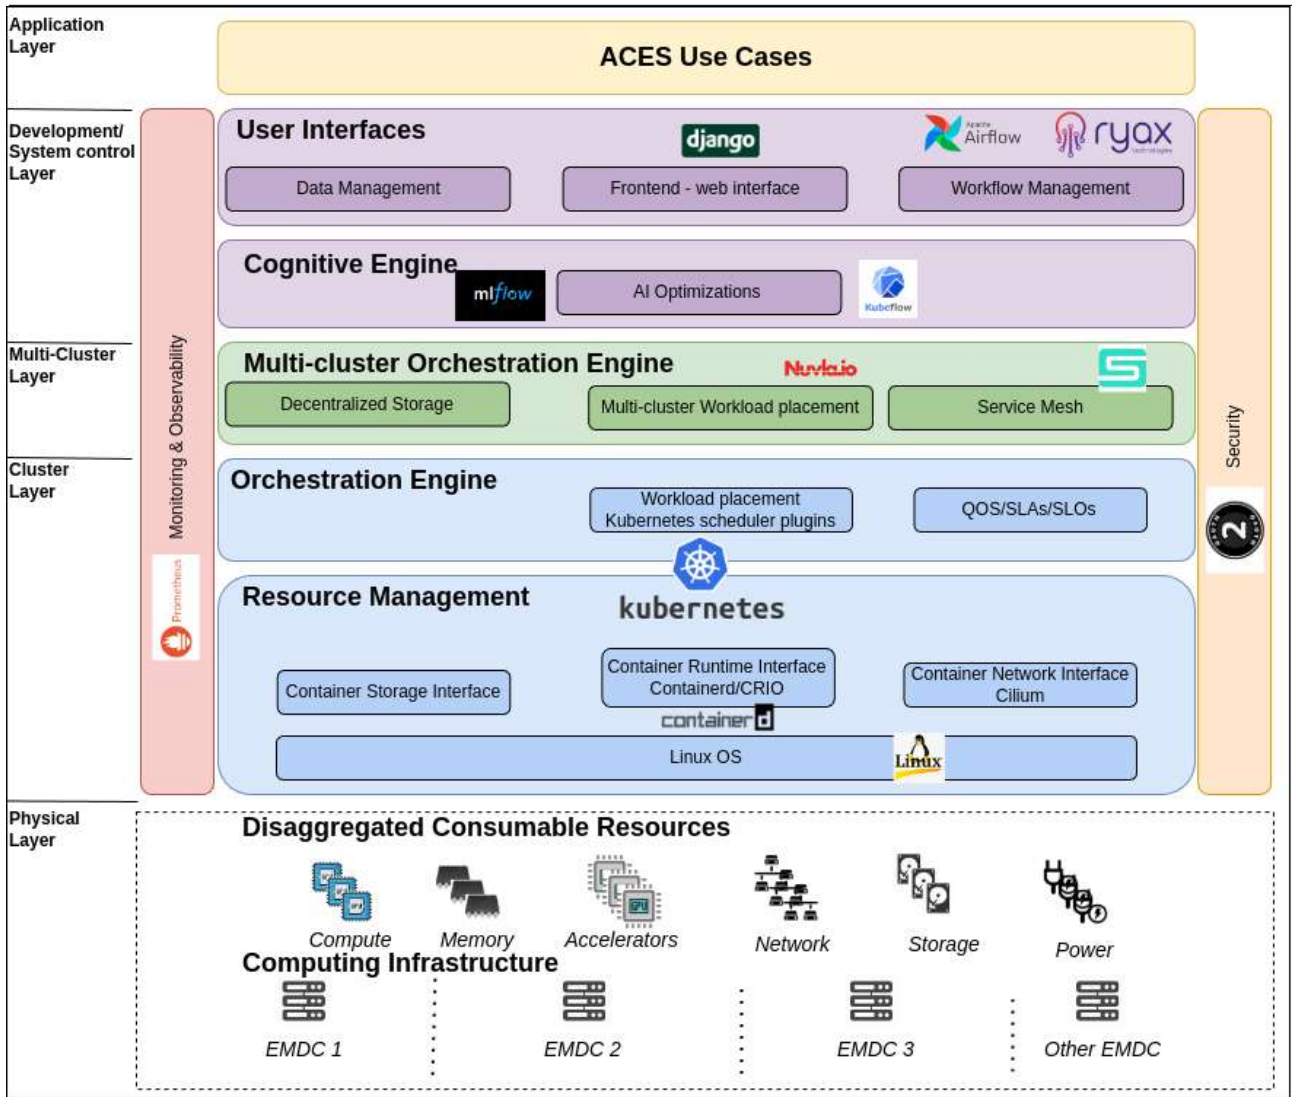 Application
Layer
ACES Use Cases
Development/
System control
Layer
User Interfaces
django
Apache
Airflow
ryax
technologies
Data Management
Frontend - web interface
Workflow Management
Cognitive Engine
mlflow
AI Optimizations
Kubeflow
Multi-Cluster
Layer
Multi-cluster Orchestration Engine
Nuvla.io
Decentralized Storage
Multi-cluster Workload placement
Service Mesh
Monitoring & Observability
Prometheus
Security
2
Cluster
Layer
Orchestration Engine
Workload placement
Kubernetes scheduler plugins
QOS/SLAs/SLOs
Resource Management
kubernetes
Container Storage Interface
Container Runtime Interface
Containerd/CRIO
Container Network Interface
Cilium
containerd
Linux OS
Linux
Physical
Layer
Disaggregated Consumable Resources
GPU
Compute
Memory
Accelerators
Network
Storage
Power
Computing Infrastructure
EMDC 1
EMDC 2
EMDC 3
Other EMDC